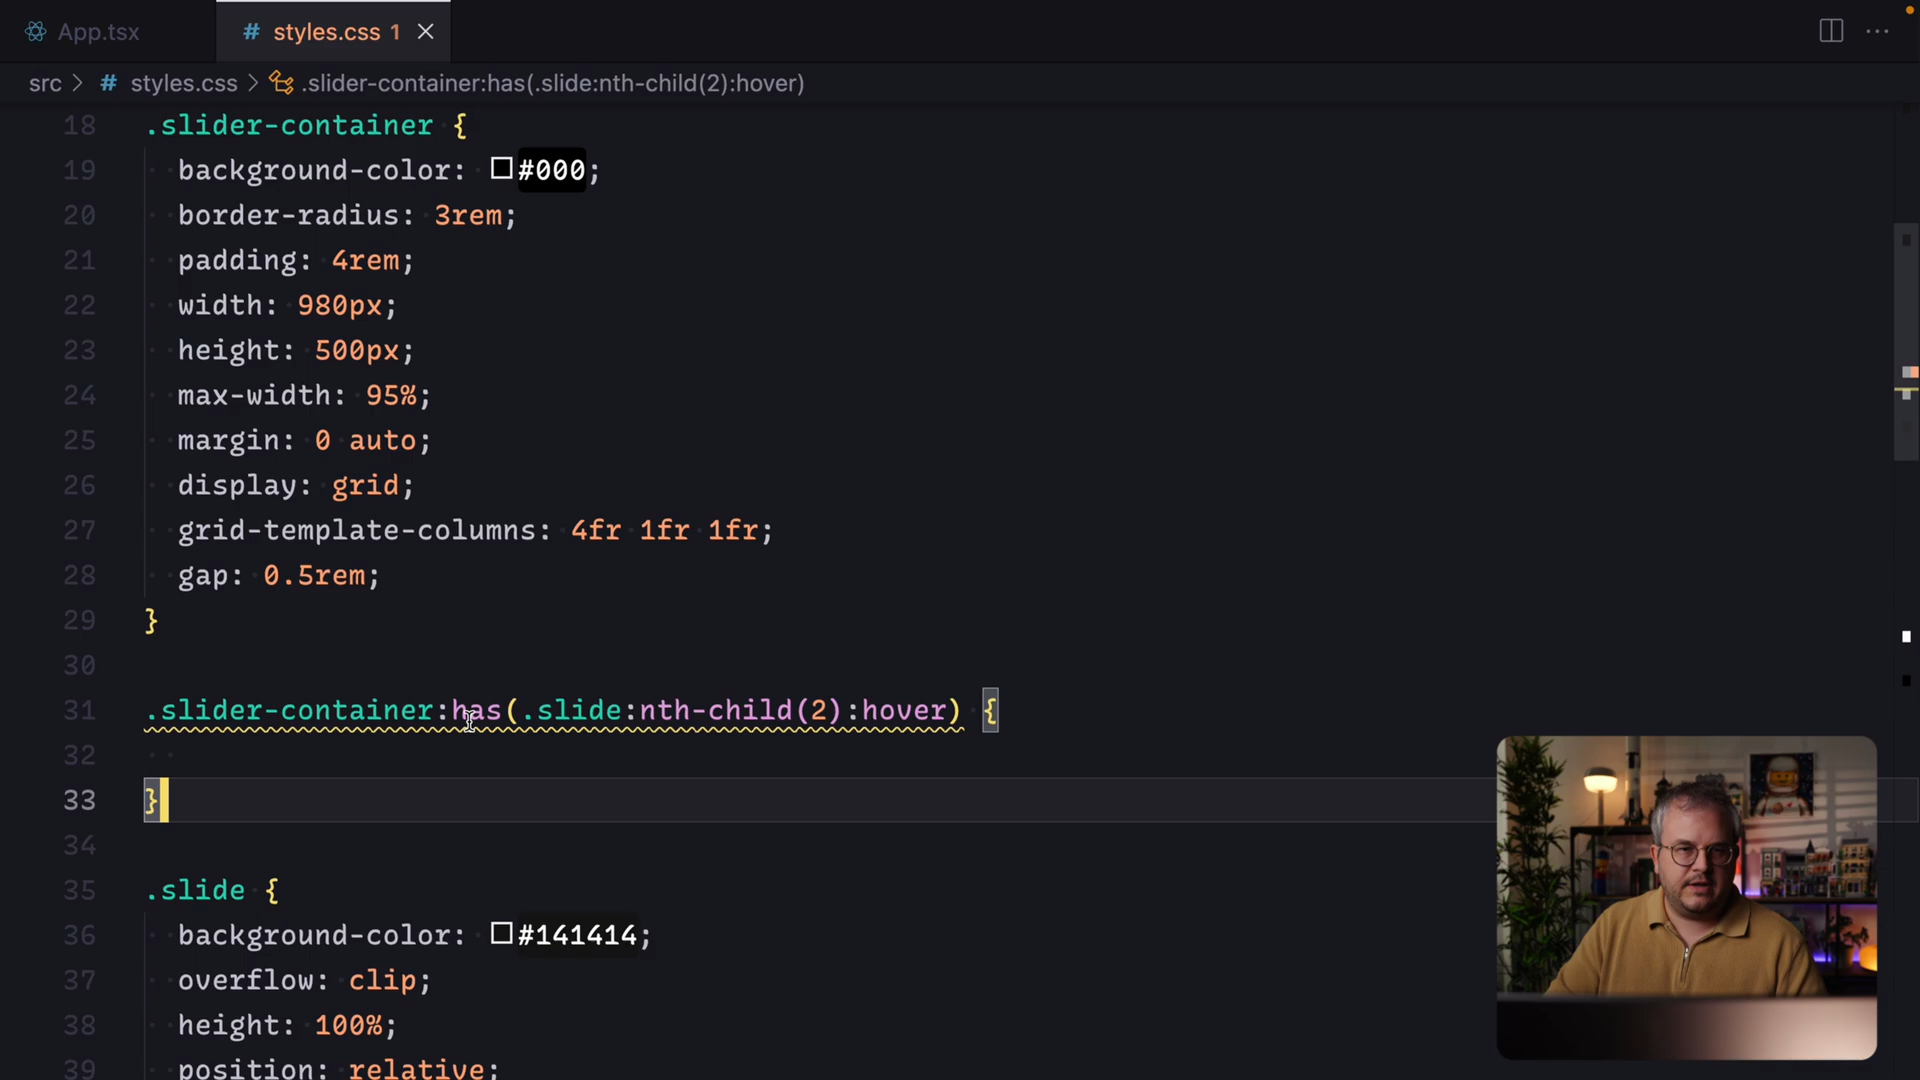 App.tsx
# styles.css 1
src > # styles.css > .slider-container:has(.slide:nth-child(2):hover)
18 .slider-container {
19 background-color: #000;
20 border-radius: 3rem;
21 padding: 4rem;
22 width: 980px;
23 height: 500px;
24 max-width: 95%;
25 margin: 0 auto;
26 display: grid;
27 grid-template-columns: 4fr 1fr 1fr;
28 gap: 0.5rem;
29 }
30
31 .slider-container:has(.slide:nth-child(2):hover) {
32
33 }
34
35 .slide {
36 background-color: #141414;
37 overflow: clip;
38 height: 100%;
39 position: relative;